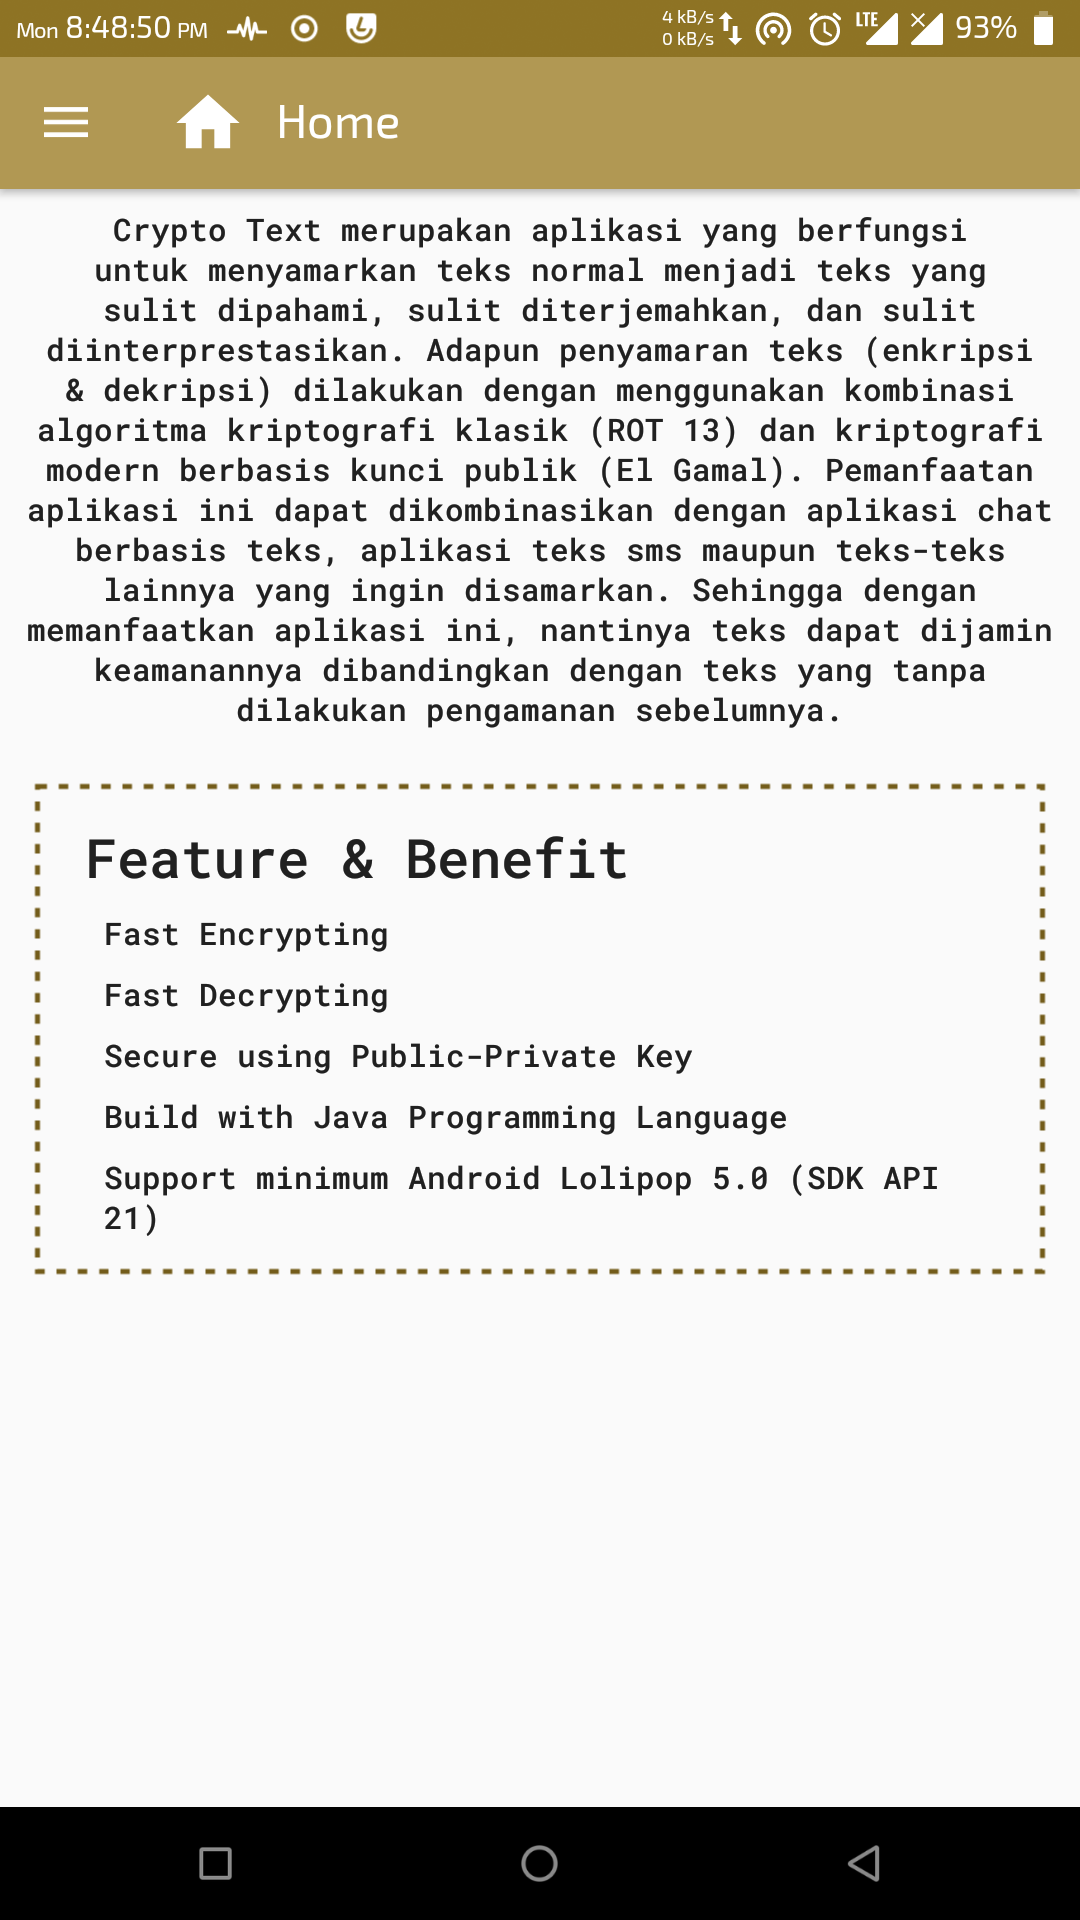 Mon 8:48:50 PM 4 kB/s 0 kB/s LTE 93%
Home
Crypto Text merupakan aplikasi yang berfungsi
untuk menyamarkan teks normal menjadi teks yang
sulit dipahami, sulit diterjemahkan, dan sulit
diinterprestasikan. Adapun penyamaran teks (enkripsi
& dekripsi) dilakukan dengan menggunakan kombinasi
algoritma kriptografi klasik (ROT 13) dan kriptografi
modern berbasis kunci publik (El Gamal). Pemanfaatan
aplikasi ini dapat dikombinasikan dengan aplikasi chat
berbasis teks, aplikasi teks sms maupun teks-teks
lainnya yang ingin disamarkan. Sehingga dengan
memanfaatkan aplikasi ini, nantinya teks dapat dijamin
keamanannya dibandingkan dengan teks yang tanpa
dilakukan pengamanan sebelumnya.
Feature & Benefit
Fast Encrypting
Fast Decrypting
Secure using Public-Private Key
Build with Java Programming Language
Support minimum Android Lolipop 5.0 (SDK API
21)